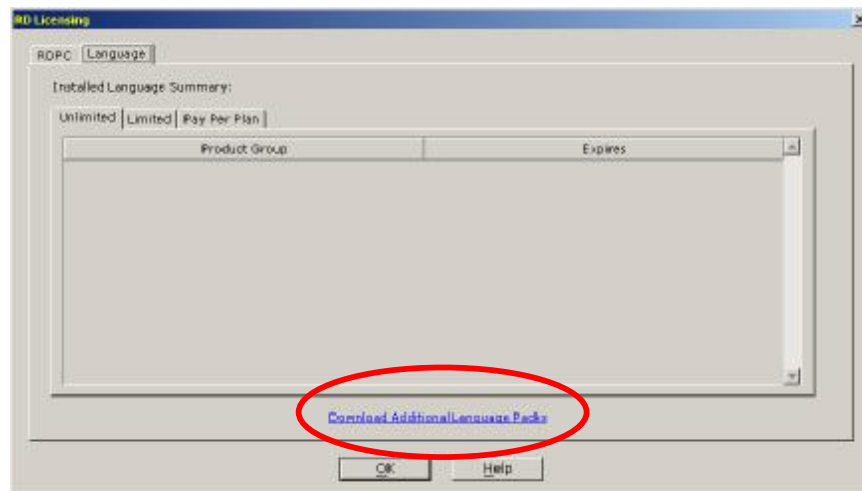 RD Licensing
RDPC Language
Installed Language Summary:
Unlimited Limited Pay Per Plan
Product Group Expires
Download Additional Language Packs
OK Help